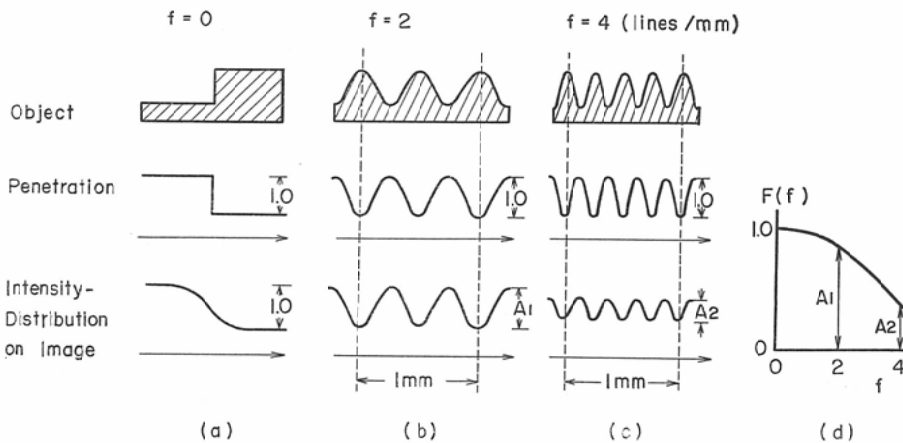 f = 0
f = 2
f = 4 (lines/mm)
Object
Penetration
1.0
1.0
1.0
F(f)
1.0
Intensity-
Distribution
on Image
1.0
A1
A2
A1
A2
0
0
2
4
f
1mm
1mm
(a)
(b)
(c)
(d)